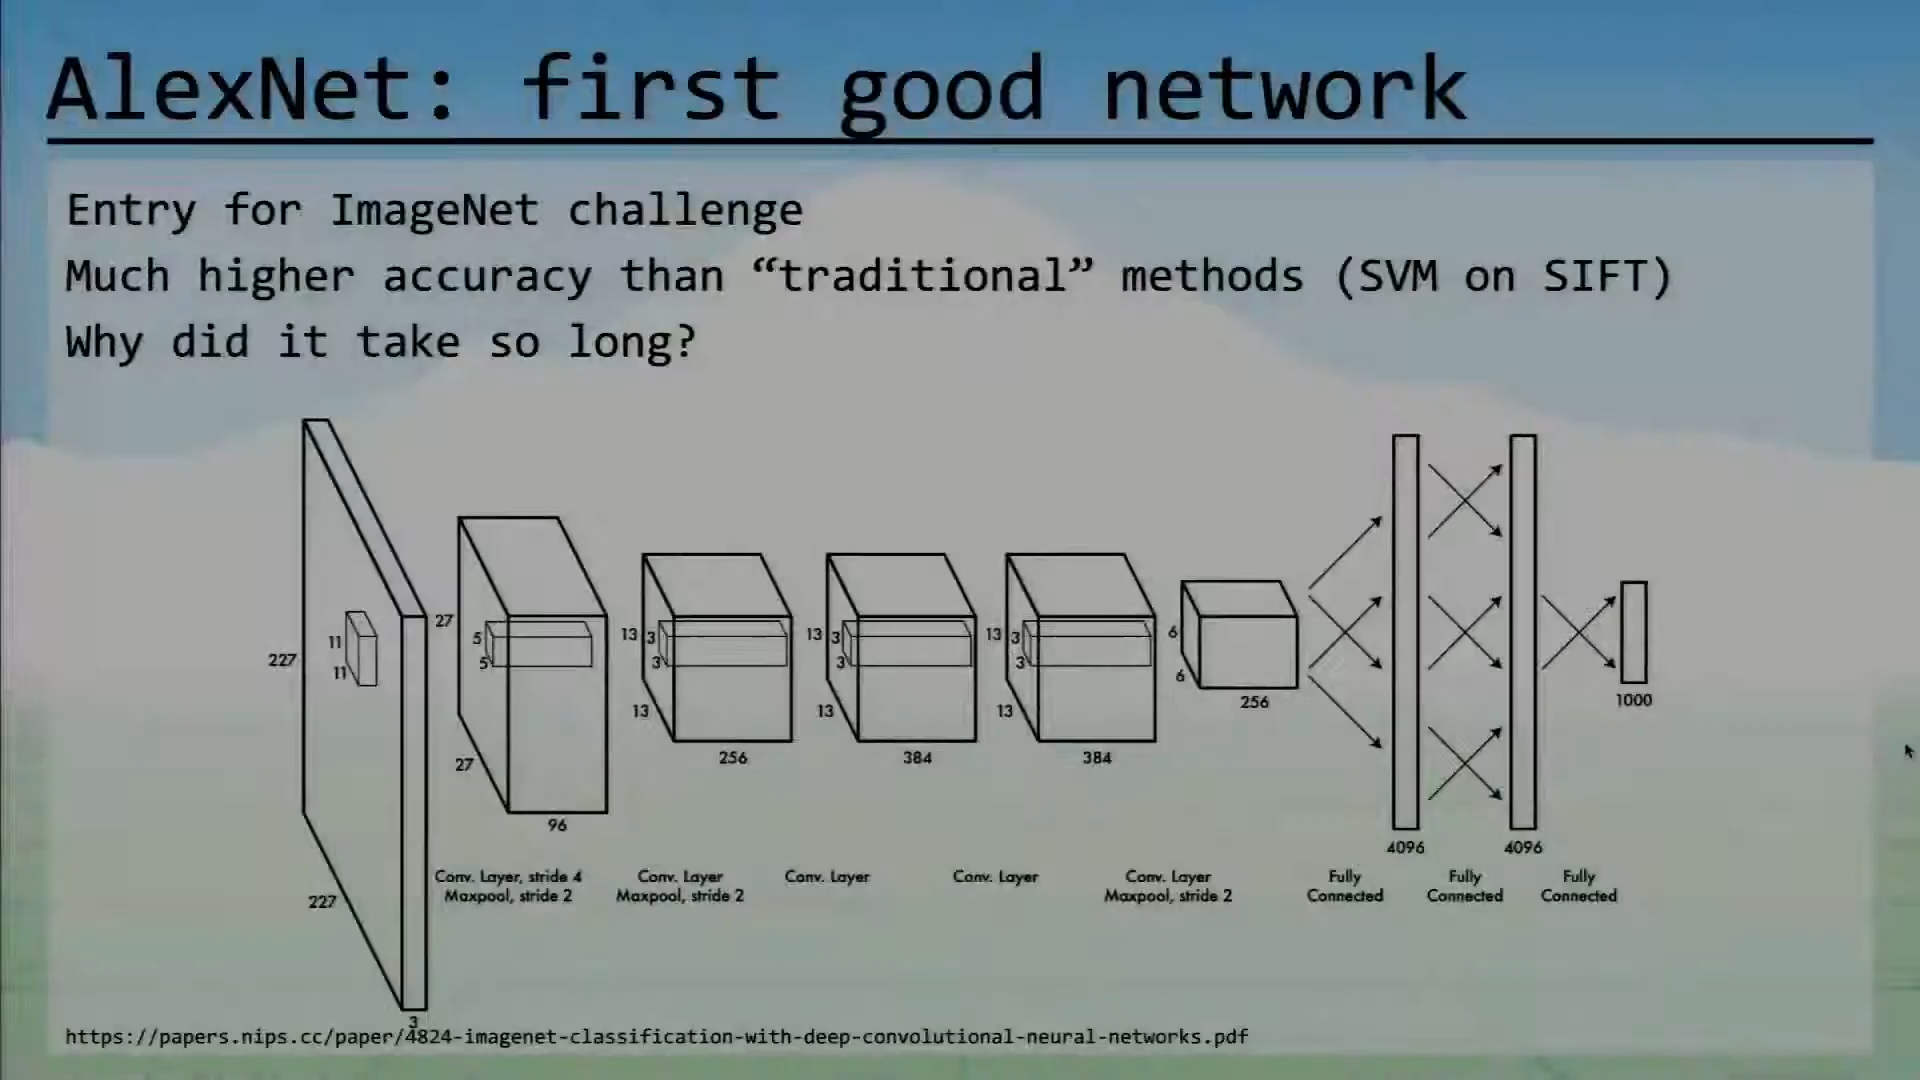 AlexNet: first good network
Entry for ImageNet challenge
Much higher accuracy than “traditional” methods (SVM on SIFT)
Why did it take so long?
227
11
11
227
3
27
5
5
27
96
13
3
3
13
256
13
3
3
13
384
13
3
3
13
384
6
6
256
4096
4096
1000
Conv. Layer, stride 4
Maxpool, stride 2
Conv. Layer
Maxpool, stride 2
Conv. Layer
Conv. Layer
Conv. Layer
Maxpool, stride 2
Fully
Connected
Fully
Connected
Fully
Connected
https://papers.nips.cc/paper/4824-imagenet-classification-with-deep-convolutional-neural-networks.pdf